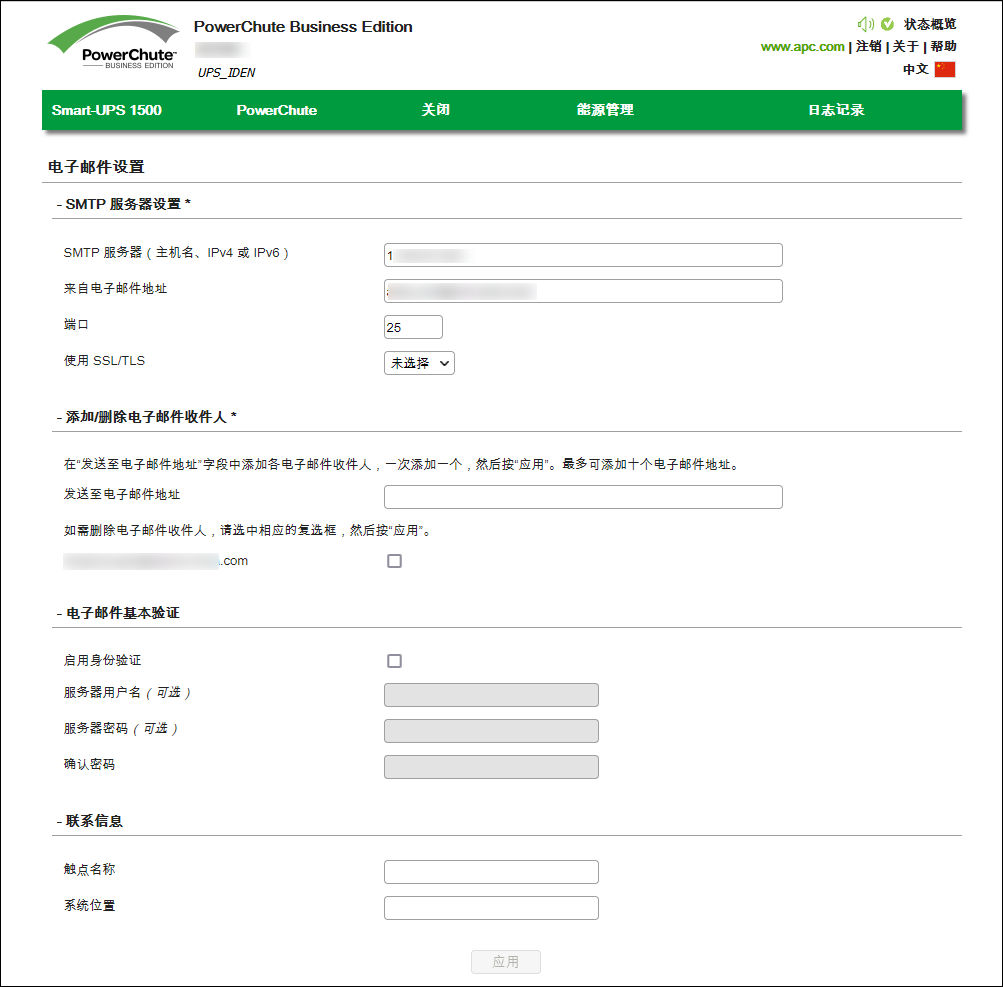 PowerChute Business Edition
PowerChute
BUSINESS EDITION
UPS_IDEN
状态概览
www.apc.com | 注销 | 关于 | 帮助
中文
Smart-UPS 1500 PowerChute 关闭 能源管理 日志记录
电子邮件设置
- SMTP 服务器设置 *
SMTP 服务器（主机名、IPv4 或 IPv6） 1
来自电子邮件地址
端口 25
使用 SSL/TLS 未选择
- 添加/删除电子邮件收件人 *
在“发送至电子邮件地址”字段中添加各电子邮件收件人，一次添加一个，然后按“应用”。最多可添加十个电子邮件地址。
发送至电子邮件地址
如需删除电子邮件收件人，请选中相应的复选框，然后按“应用”。
.com
- 电子邮件基本验证
启用身份验证
服务器用户名（可选）
服务器密码（可选）
确认密码
- 联系信息
触点名称
系统位置
应用